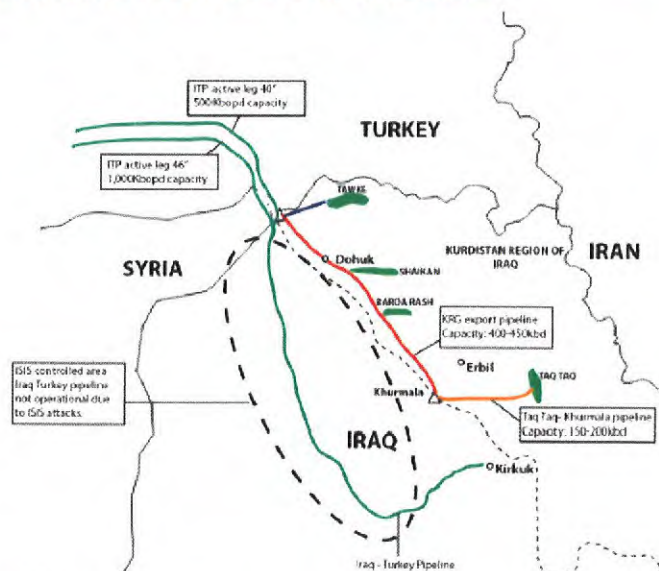 ITP active leg 40"
500Kbopd capacity
TURKEY
ITP active leg 46"
1,000Kbopd capacity
TAWKE
SYRIA
Dohuk
KURDISTAN REGION OF
IRAQ
IRAN
SHAIKAN
BARDA RASH
KRG export pipeline
Capacity: 400-450kbd
ISIS controlled area
Iraq Turkey pipeline
not operational due
to ISIS attacks.
Erbil
TAQ TAQ
Khurmala
Taq Taq- Khurmala pipeline
Capacity: 150-200kbd
IRAQ
Kirkuk
Iraq - Turkey Pipeline